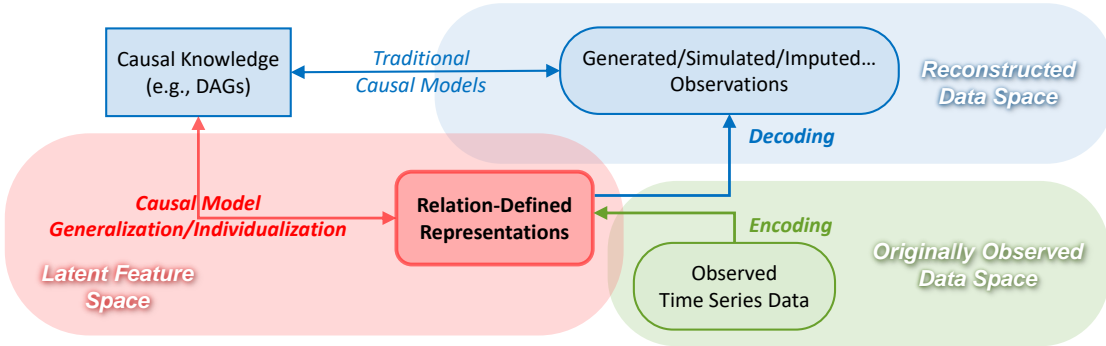 Causal Knowledge
(e.g., DAGs)
Traditional
Causal Models
Generated/Simulated/Imputed…
Observations
Reconstructed
Data Space
Decoding
Causal Model
Generalization/Individualization
Relation-Defined
Representations
Encoding
Latent Feature
Space
Observed
Time Series Data
Originally Observed
Data Space